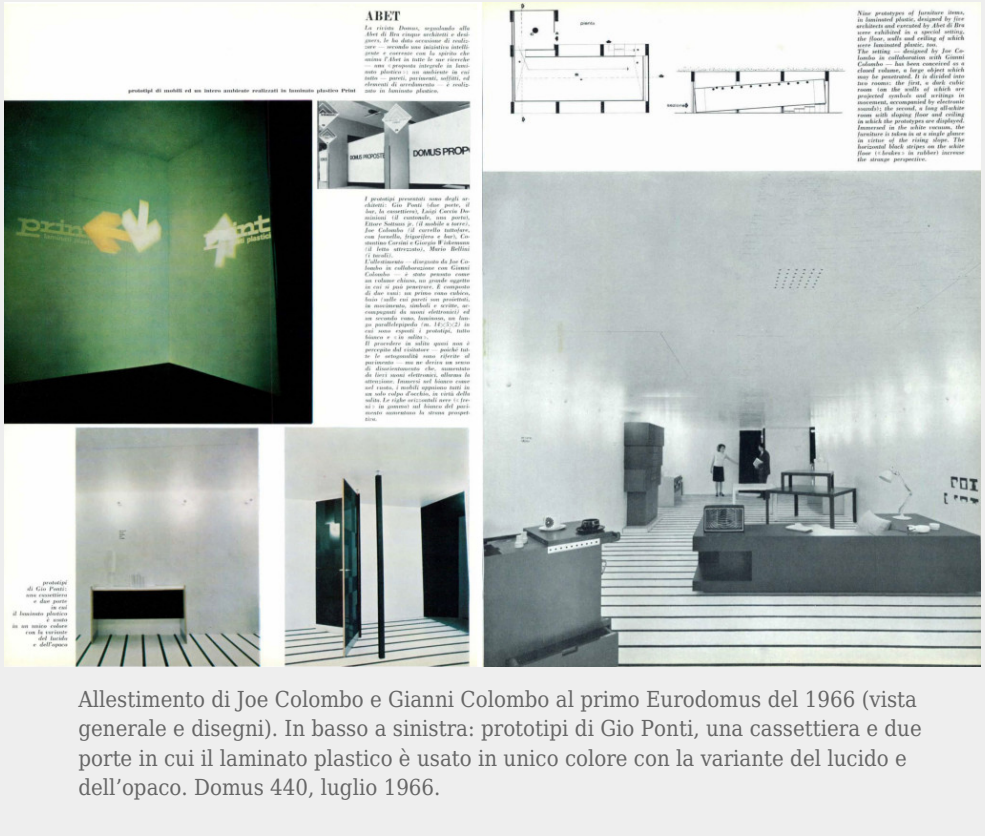 ABET
La rivista Domus, segnalando alla
Abet di Bra cinque architetti e desi-
gners, le ha dato occasione di realiz-
zare — secondo una iniziativa intelli-
gente e coerente con lo spirito che
anima l'Abet in tutte le sue ricerche
— una «proposta integrale in lami-
nato plastico»: un ambiente in cui
tutto — pareti, pavimenti, soffitti, ed
elementi di arredamento — è realiz-
zato in laminato plastico.
prototipi di mobili ed un intero ambiente realizzati in laminato plastico Print
DOMUS PROPOSTE
DOMUS PROP
prin
int
I prototipi presentati sono degli ar-
chitetti: Gio Ponti (due porte, il
bar, la cassettiera), Luigi Caccia Do-
minioni (il cantonale, una porta),
Ettore Sottsass jr. (il mobile a torre),
Joe Colombo (il carrello tuttofare,
con fornello, frigorifero e bar), Co-
stantino Corsini e Giorgio Wiskemann
(il letto attrezzato), Mario Bellini
(i tavoli).
L'allestimento — disegnato da Joe Co-
lombo in collaborazione con Gianni
Colombo — è stato pensato come
un volume chiuso, un grande oggetto
in cui si può penetrare. È composto
di due vani: un primo vano cubico,
buio (sulle cui pareti son proiettati,
in movimento, simboli e scritte, ac-
compagnati da suoni elettronici) ed
un secondo vano, luminoso, un lun-
go parallelepipedo (m. 14x5x2) in
cui sono esposti i prototipi, tutto
bianco e «in salita».
Il procedere in salita quasi non è
percepito dal visitatore — poiché tut-
te le ortogonalità sono riferite al
pavimento — ma ne deriva un senso
di disorientamento che, aumentato
da lievi suoni elettronici, allarma la
attenzione. Immersi nel bianco come
nel vuoto, i mobili appaiono tutti in
un solo colpo d'occhio, in virtù della
salita. Le righe orizzontali nere («fre-
ni» in gomma) sul bianco del pavi-
mento aumentano la strana prospet-
tiva.
prototipi
di Gio Ponti:
una cassettiera
e due porte
in cui
il laminato plastico
è usato
in un unico colore
con la variante
del lucido
e dell'opaco
pianta
sezione
Nine prototypes of furniture items,
in laminated plastic, designed by five
architects and executed by Abet di Bra
were exhibited in a special setting,
the floor, walls and ceiling of which
were laminated plastic, too.
The setting — designed by Joe Co-
lombo in collaboration with Gianni
Colombo — has been conceived as a
closed volume, a large object which
may be penetrated. It is divided into
two rooms: the first, a dark cubic
room (on the walls of which are
projected symbols and writings in
movement, accompanied by electronic
sounds); the second, a long all-white
room with sloping floor and ceiling
in which the prototypes are displayed.
Immersed in the white vacuum, the
furniture is taken in at a single glance
in virtue of the rising slope. The
horizontal black stripes on the white
floor («brakes» in rubber) increase
the strange perspective.
Allestimento di Joe Colombo e Gianni Colombo al primo Eurodomus del 1966 (vista
generale e disegni). In basso a sinistra: prototipi di Gio Ponti, una cassettiera e due
porte in cui il laminato plastico è usato in unico colore con la variante del lucido e
dell’opaco. Domus 440, luglio 1966.